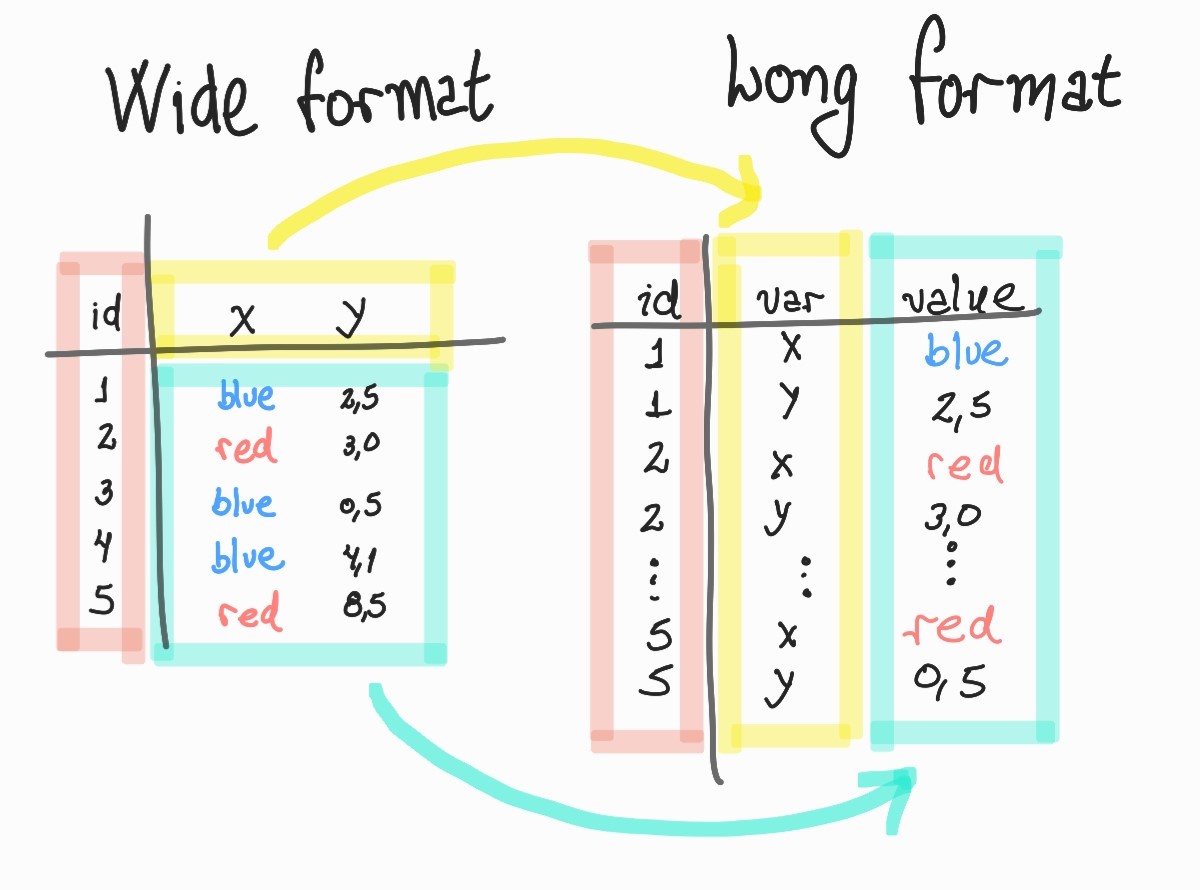 Wide format
Long format
id x y
1 blue 2,5
2 red 3,0
3 blue 0,5
4 blue 4,1
5 red 8,5
id var value
1 x blue
1 y 2,5
2 x red
2 y 3,0
⋮ ⋮ ⋮
5 x red
5 y 0,5